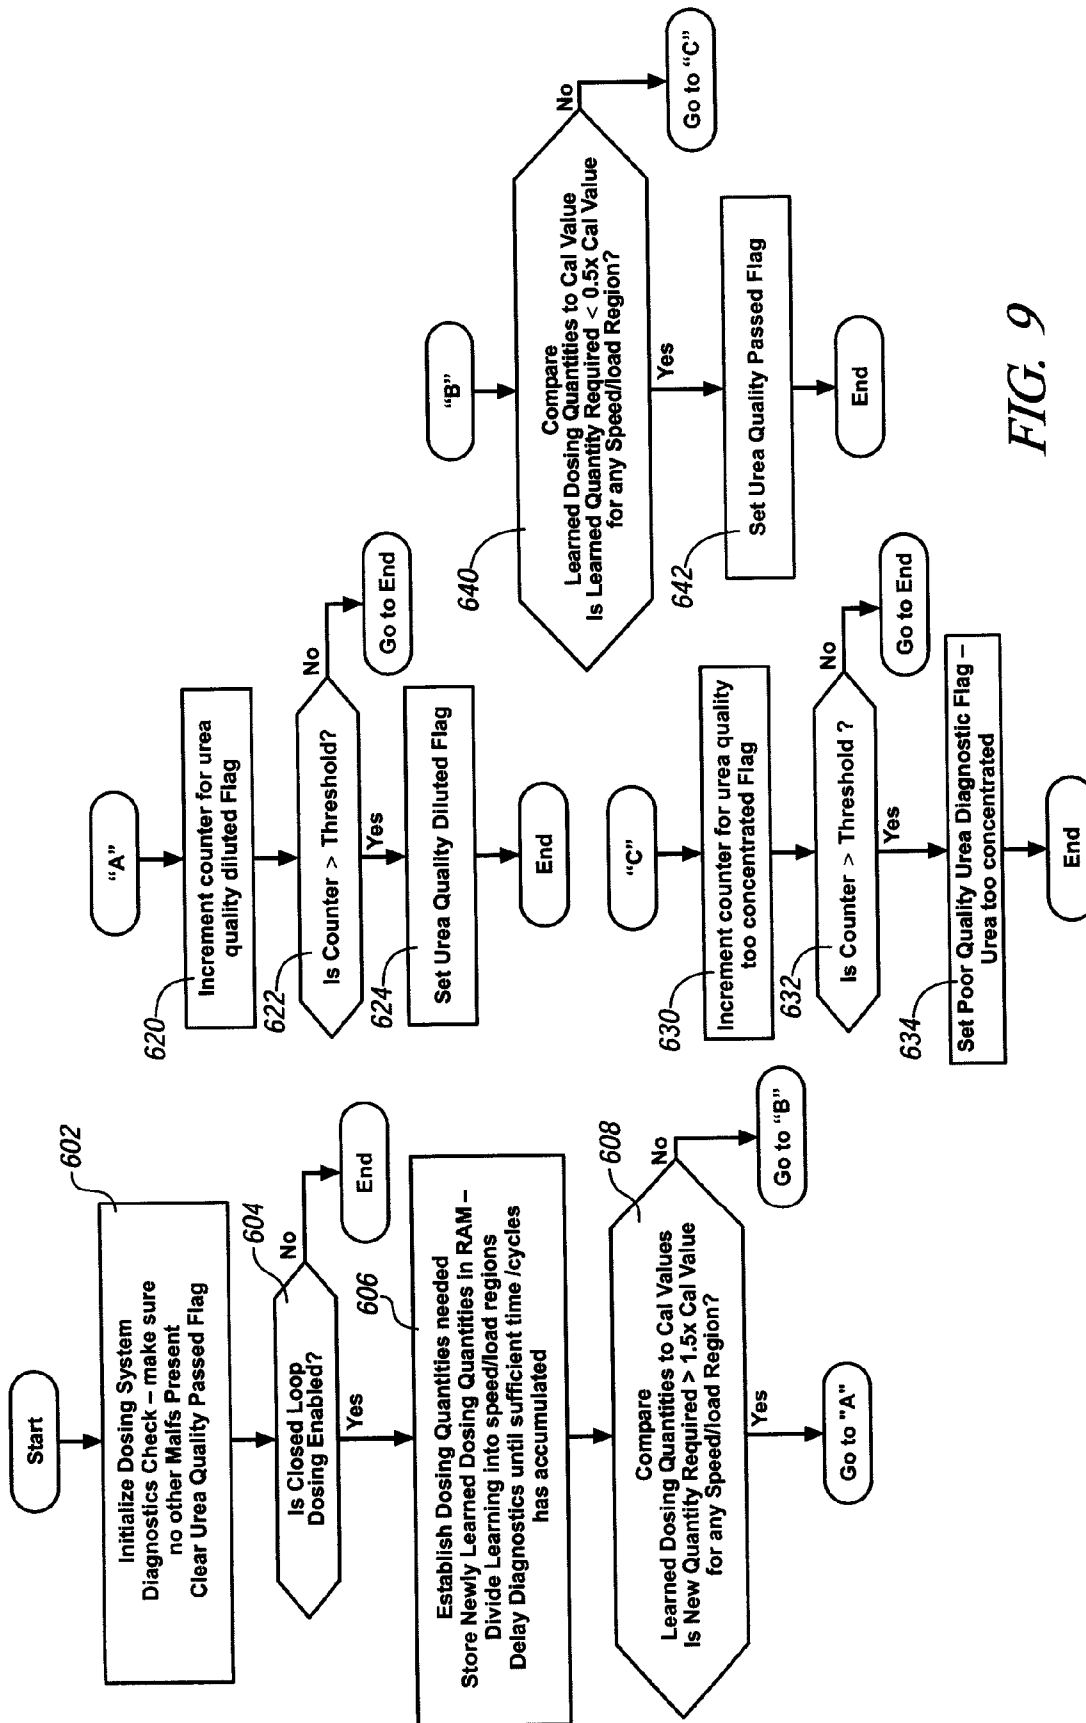 Start
Initialize Dosing System
Diagnostics Check – make sure
no other Malfs Present
Clear Urea Quality Passed Flag
602
Is Closed Loop
Dosing Enabled?
604
No
End
Yes
Establish Dosing Quantities needed
Store Newly Learned Dosing Quantities in RAM –
Divide Learning into speed/load regions
Delay Diagnostics until sufficient time /cycles
has accumulated
606
Compare
Learned Dosing Quantities to Cal Values
Is New Quantity Required > 1.5x Cal Value
for any Speed/load Region?
608
No
Go to “B”
Yes
Go to "A"
“A”
Increment counter for urea
quality diluted Flag
620
Is Counter > Threshold?
622
No
Go to End
Yes
Set Urea Quality Diluted Flag
624
End
“C”
Increment counter for urea quality
too concentrated Flag
630
Is Counter > Threshold ?
632
No
Go to End
Yes
Set Poor Quality Urea Diagnostic Flag –
Urea too concentrated
634
End
“B”
Compare
Learned Dosing Quantities to Cal Value
Is Learned Quantity Required < 0.5x Cal Value
for any Speed/load Region?
640
No
Go to “C”
Yes
Set Urea Quality Passed Flag
642
End
FIG. 9